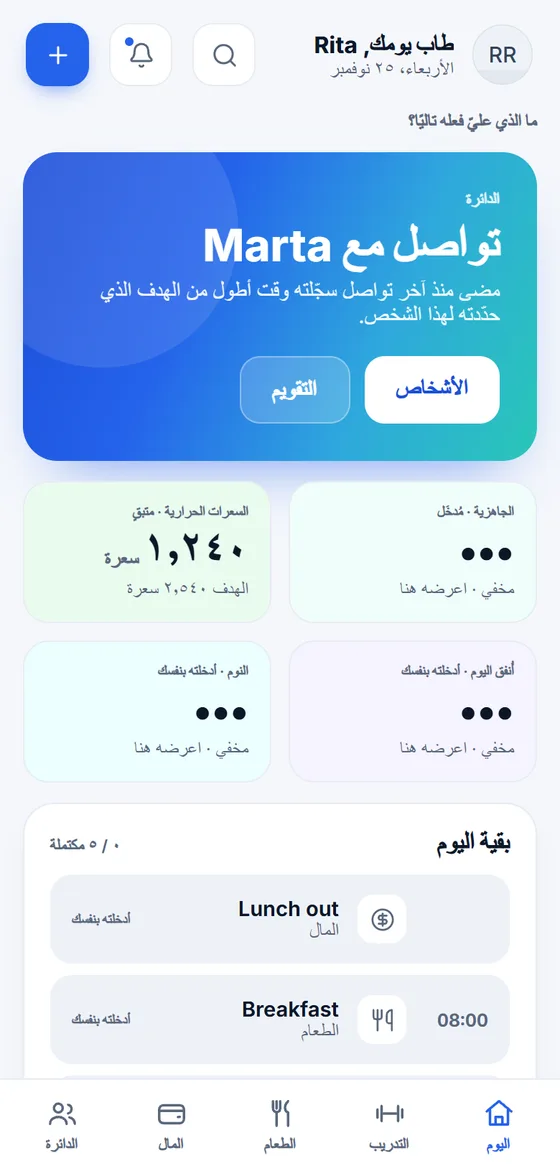 RR
طاب يومك, Rita
الأربعاء، ٢٥ نوفمبر
ما الذي عليّ فعله تاليًا؟
الدائرة
تواصل مع Marta
مضى منذ آخر تواصل سجّلته وقت أطول من الهدف الذي
حدّدته لهذا الشخص.
الأشخاص
التقويم
الجاهزية · مُدخَل
•••
مخفي · اعرضه هنا
السعرات الحرارية · متبقٍ
١٬٢٤٠ سعرة
الهدف ٢٬٥٤٠ سعرة
أُنفق اليوم · أدخلته بنفسك
•••
مخفي · اعرضه هنا
النوم · أدخلته بنفسك
•••
مخفي · اعرضه هنا
بقية اليوم
٠ / ٥ مكتملة
Lunch out
المال
أدخلته بنفسك
08:00
Breakfast
الطعام
أدخلته بنفسك
اليوم
التدريب
الطعام
المال
الدائرة